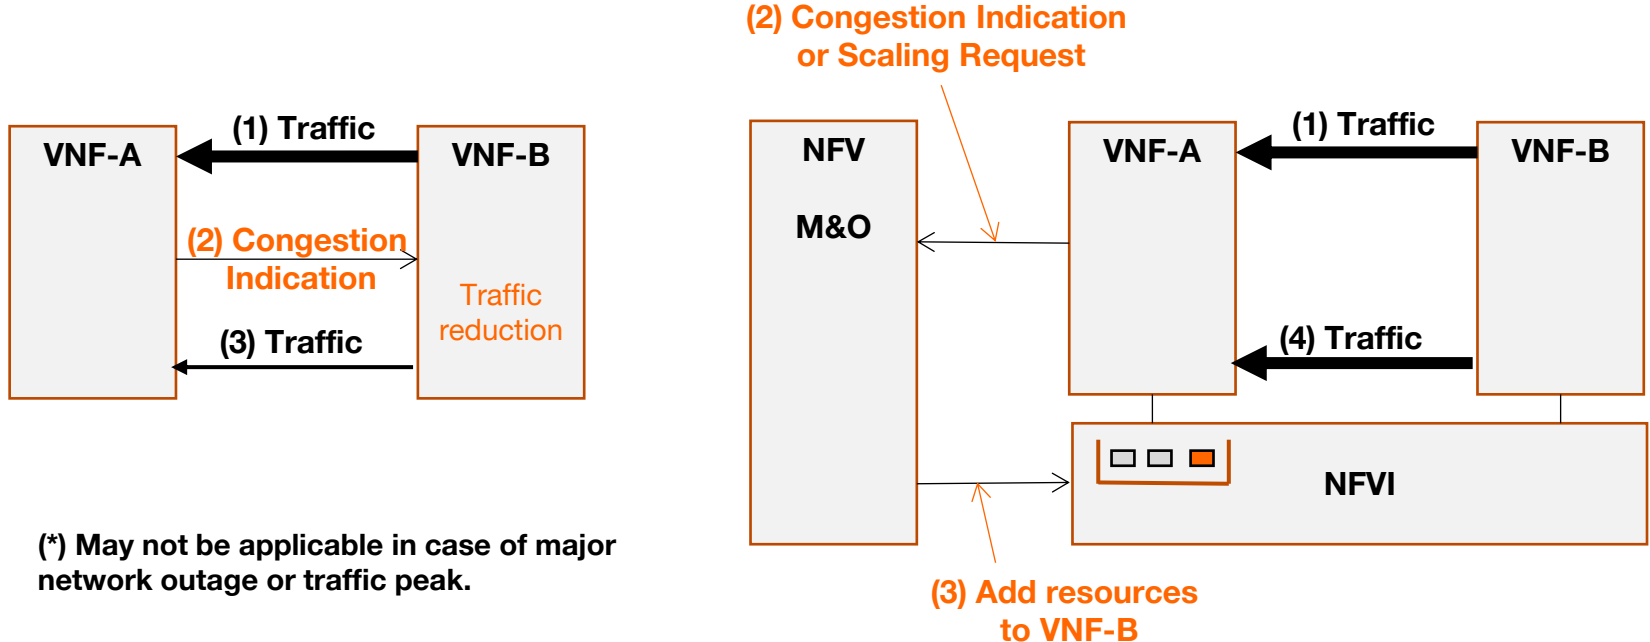 (1) Traffic
VNF-A
VNF-B
(2) Congestion
Indication
Traffic
reduction
(3) Traffic
(*) May not be applicable in case of major
network outage or traffic peak.
(2) Congestion Indication
or Scaling Request
NFV
M&O
VNF-A
(1) Traffic
VNF-B
(4) Traffic
NFVI
(3) Add resources
to VNF-B